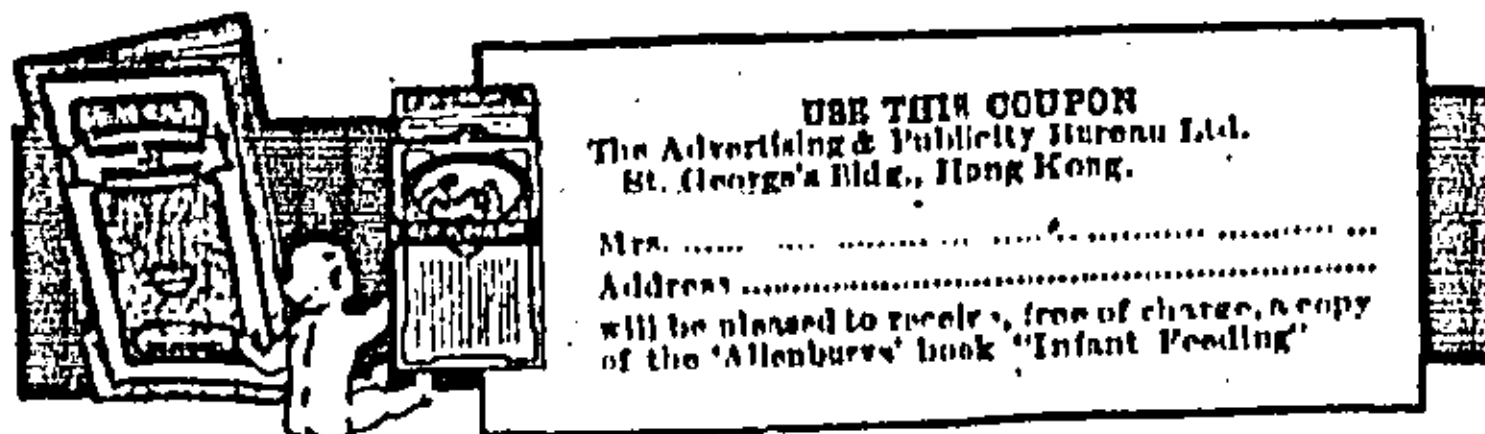 USE THIS COUPON
The Advertising & Publicity Bureau Ltd.
St. George's Bldg., Hong Kong.
Mrs. ..............................
Address ..............................
will be pleased to receive, free of charge, a copy
of the 'Allenburys' book "Infant Feeding"